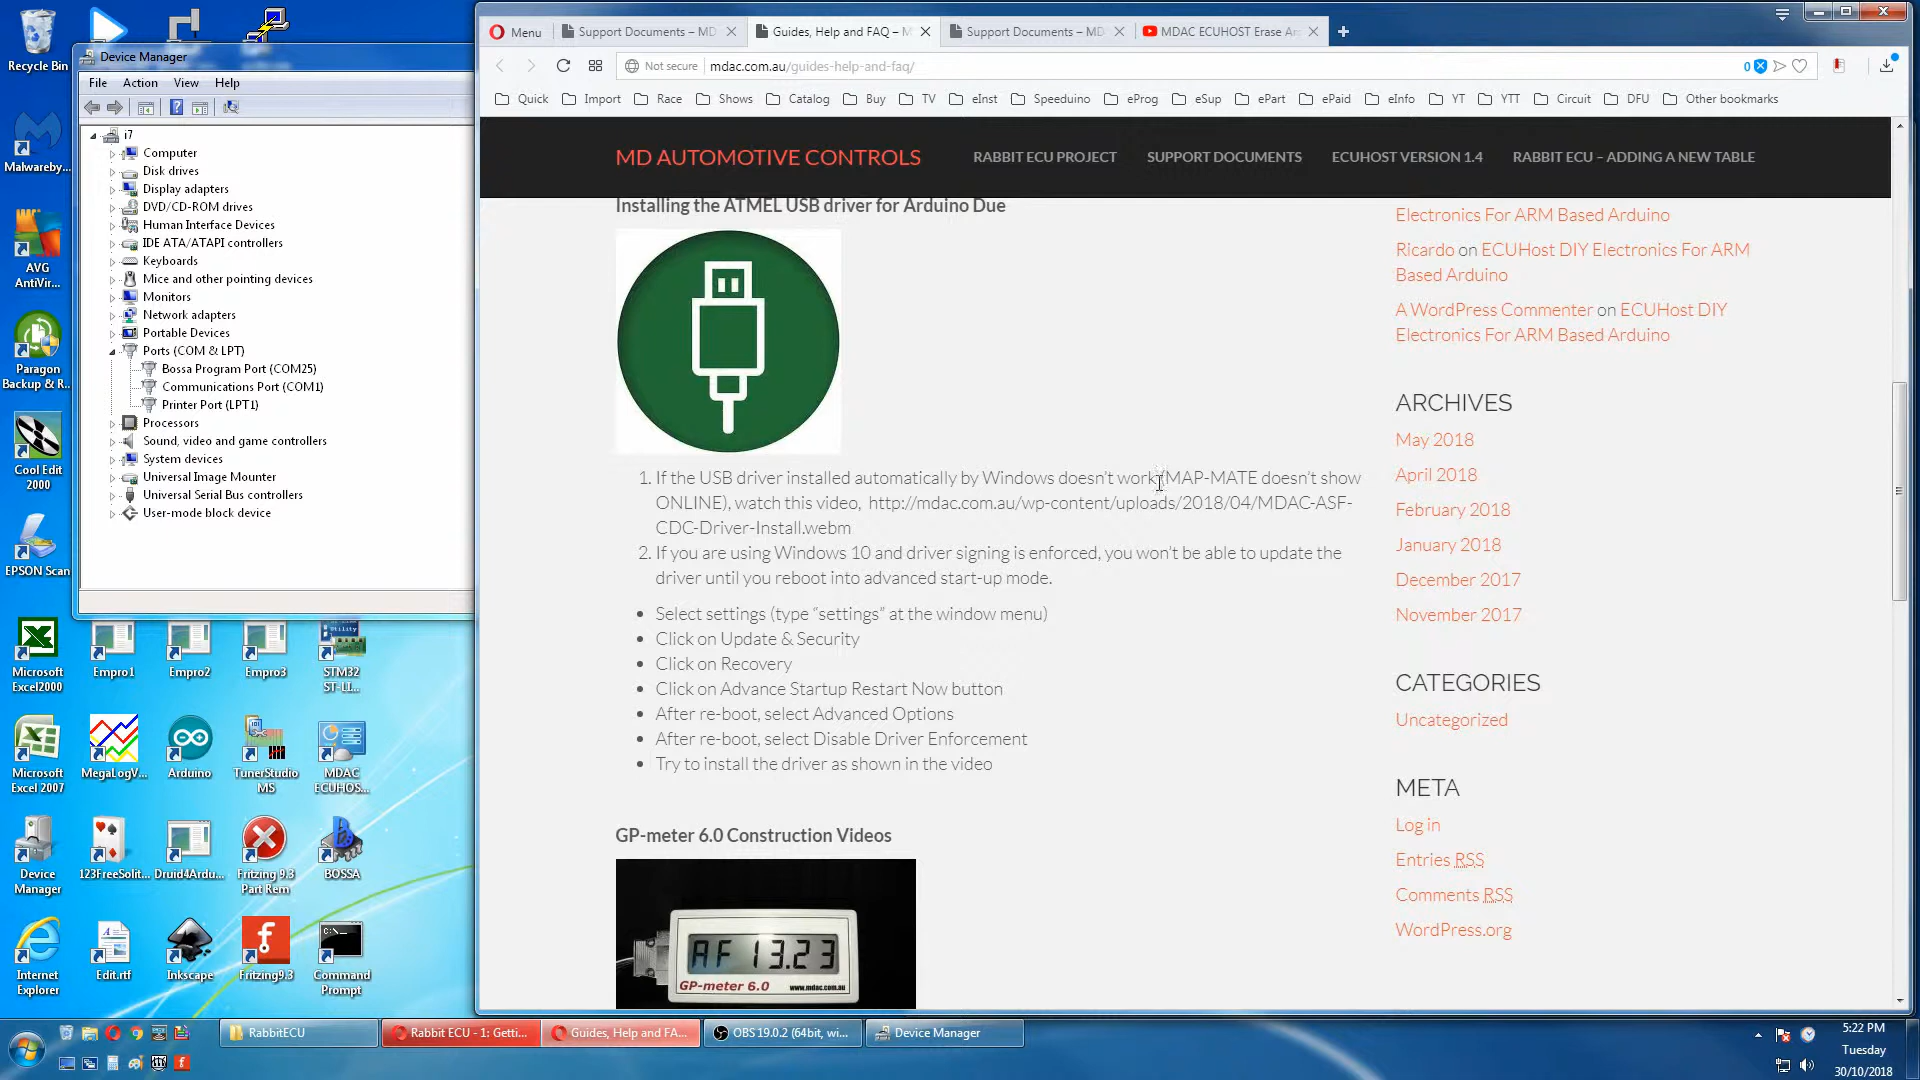 Recycle Bin
Malwareby...
AVG
AntiVir...
Paragon
Backup & R...
Cool Edit
2000
EPSON Scan
Microsoft
Excel2000
Empro1
Empro2
Empro3
STM32
ST-LI...
Microsoft
Excel 2007
MegaLogV...
Arduino
TunerStudio
MS
MDAC
ECUHOS...
Device
Manager
123FreeSolit...
Druid4Ardu...
Fritzing 9.3
Part Rem
BOSSA
Internet
Explorer
Edit.rtf
Inkscape
Fritzing9.3
Command
Prompt
Device Manager
File Action View Help
i7
Computer
Disk drives
Display adapters
DVD/CD-ROM drives
Human Interface Devices
IDE ATA/ATAPI controllers
Keyboards
Mice and other pointing devices
Monitors
Network adapters
Portable Devices
Ports (COM & LPT)
Bossa Program Port (COM25)
Communications Port (COM1)
Printer Port (LPT1)
Processors
Sound, video and game controllers
System devices
Universal Image Mounter
Universal Serial Bus controllers
User-mode block device
Menu Support Documents – MD Guides, Help and FAQ – M Support Documents – MD MDAC ECUHOST Erase Ar
Not secure mdac.com.au/guides-help-and-faq/ 0
Quick Import Race Shows Catalog Buy TV eInst Speeduino eProg eSup ePart ePaid eInfo YT YTT Circuit DFU Other bookmarks
MD AUTOMOTIVE CONTROLS RABBIT ECU PROJECT SUPPORT DOCUMENTS ECUHOST VERSION 1.4 RABBIT ECU – ADDING A NEW TABLE
Installing the ATMEL USB driver for Arduino Due
1. If the USB driver installed automatically by Windows doesn't work (MAP-MATE doesn't show
ONLINE), watch this video, http://mdac.com.au/wp-content/uploads/2018/04/MDAC-ASF-
CDC-Driver-Install.webm
2. If you are using Windows 10 and driver signing is enforced, you won't be able to update the
driver until you reboot into advanced start-up mode.
• Select settings (type “settings” at the window menu)
• Click on Update & Security
• Click on Recovery
• Click on Advance Startup Restart Now button
• After re-boot, select Advanced Options
• After re-boot, select Disable Driver Enforcement
• Try to install the driver as shown in the video
GP-meter 6.0 Construction Videos
AF 13.23
GP-meter 6.0 www.mdac.com.au
Electronics For ARM Based Arduino
Ricardo on ECUHost DIY Electronics For ARM
Based Arduino
A WordPress Commenter on ECUHost DIY
Electronics For ARM Based Arduino
ARCHIVES
May 2018
April 2018
February 2018
January 2018
December 2017
November 2017
CATEGORIES
Uncategorized
META
Log in
Entries RSS
Comments RSS
WordPress.org
RabbitECU Rabbit ECU - 1: Getti... Guides, Help and FA... OBS 19.0.2 (64bit, wi... Device Manager
5:22 PM
Tuesday
30/10/2018